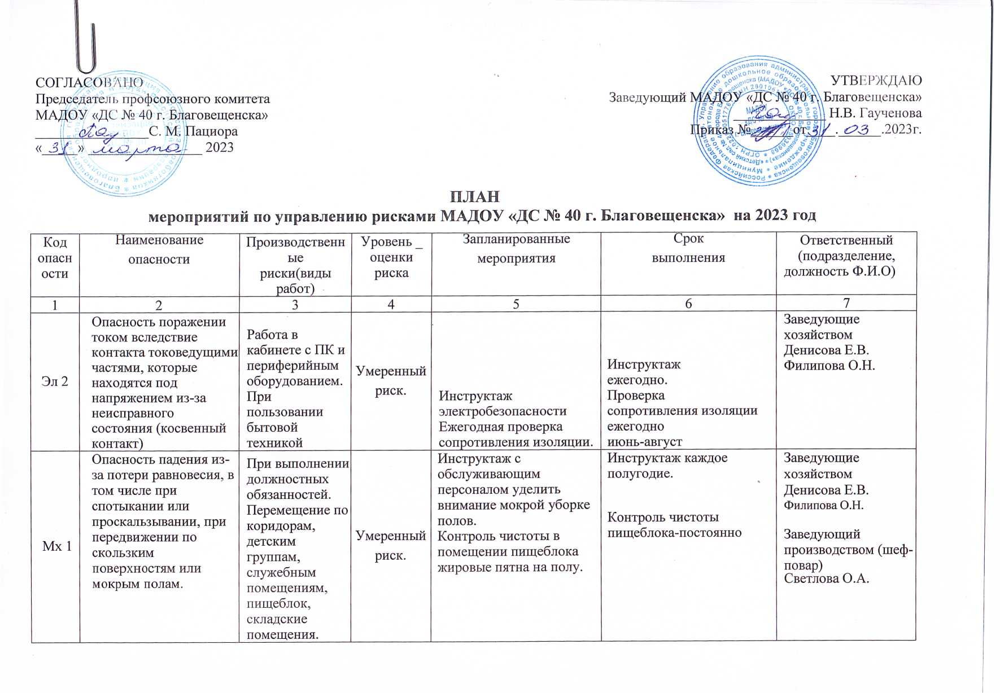 СОГЛАСОВАНО
Председатель профсоюзного комитета
МАДОУ «ДС № 40 г. Благовещенска»
С. М. Пациора
« 31 » марта 2023
УТВЕРЖДАЮ
Заведующий МАДОУ «ДС № 40 г. Благовещенска»
Н.В. Гаученова
Приказ № от 31 . 03 .2023г.
ПЛАН
мероприятий по управлению рисками МАДОУ «ДС № 40 г. Благовещенска» на 2023 год
Код
опасн
ости
Наименование
опасности
Производственн
ые
риски(виды
работ)
Уровень _
оценки
риска
Запланированные
мероприятия
Срок
выполнения
Ответственный
(подразделение,
должность Ф.И.О)
1
2
3
4
5
6
7
Эл 2
Опасность поражении
током вследствие
контакта токоведущими
частями, которые
находятся под
напряжением из-за
неисправного
состояния (косвенный
контакт)
Работа в
кабинете с ПК и
периферийным
оборудованием.
При
пользовании
бытовой
техникой
Умеренный
риск.
Инструктаж
электробезопасности
Ежегодная проверка
сопротивления изоляции.
Инструктаж
ежегодно.
Проверка
сопротивления изоляции
ежегодно
июнь-август
Заведующие
хозяйством
Денисова Е.В.
Филипова О.Н.
Мх 1
Опасность падения из-
за потери равновесия, в
том числе при
спотыкании или
проскальзывании, при
передвижении по
скользким
поверхностям или
мокрым полам.
При выполнении
должностных
обязанностей.
Перемещение по
коридорам,
детским
группам,
служебным
помещениям,
пищеблок,
складские
помещения.
Умеренный
риск.
Инструктаж с
обслуживающим
персоналом уделить
внимание мокрой уборке
полов.
Контроль чистоты в
помещении пищеблока
жировые пятна на полу.
Инструктаж каждое
полугодие.
Контроль чистоты
пищеблока-постоянно
Заведующие
хозяйством
Денисова Е.В.
Филипова О.Н.
Заведующий
производством (шеф-
повар)
Светлова О.А.